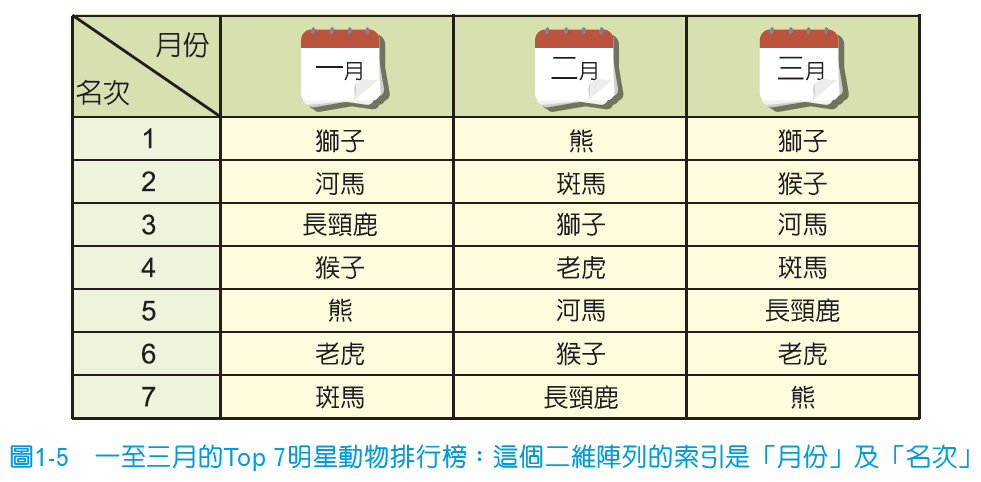 月份
名次
一月 二月 三月
1 獅子 熊 獅子
2 河馬 斑馬 猴子
3 長頸鹿 獅子 河馬
4 猴子 老虎 斑馬
5 熊 河馬 長頸鹿
6 老虎 猴子 老虎
7 斑馬 長頸鹿 熊
圖1-5 一至三月的Top 7明星動物排行榜：這個二維陣列的索引是「月份」及「名次」